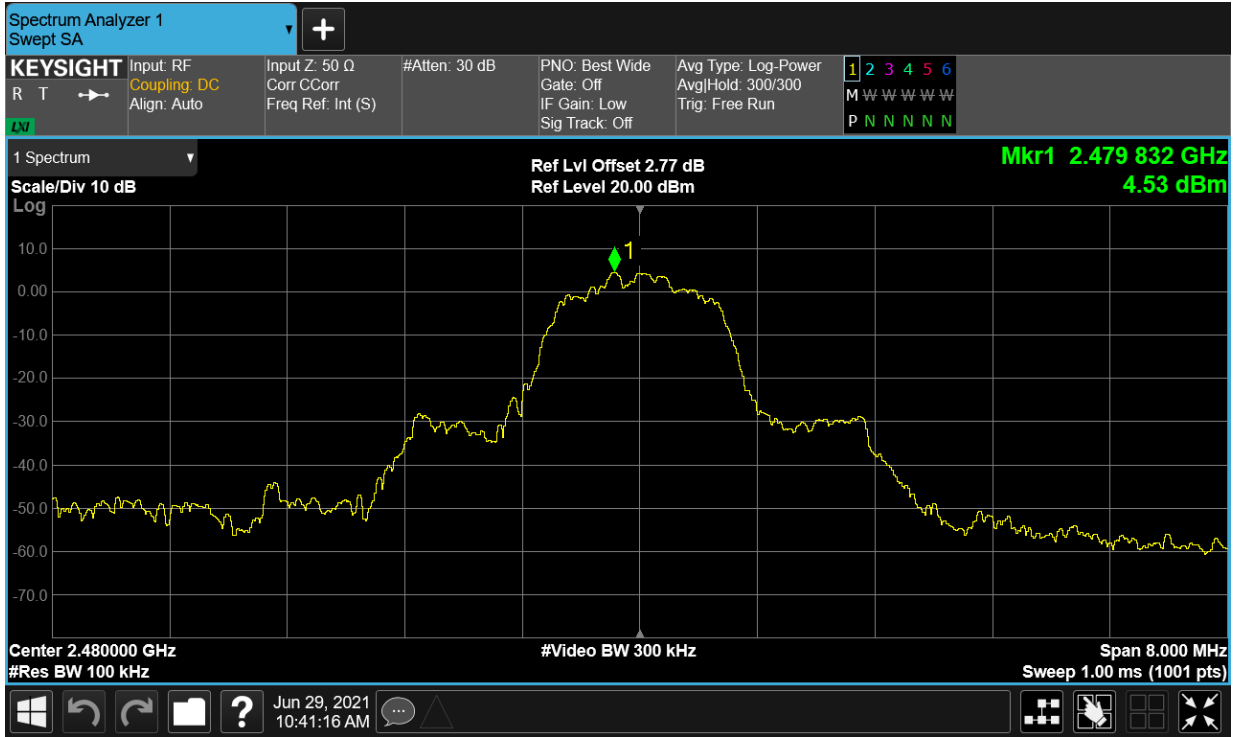 Spectrum Analyzer 1
Swept SA
KEYSIGHT
R T
LXI
Input: RF
Coupling: DC
Align: Auto
Input Z: 50 Ω
Corr CCorr
Freq Ref: Int (S)
#Atten: 30 dB
PNO: Best Wide
Gate: Off
IF Gain: Low
Sig Track: Off
Avg Type: Log-Power
Avg|Hold: 300/300
Trig: Free Run
1 2 3 4 5 6
M W W W W W
P N N N N N
1 Spectrum
Scale/Div 10 dB
Ref Lvl Offset 2.77 dB
Ref Level 20.00 dBm
Mkr1 2.479 832 GHz
4.53 dBm
Log
10.0
0.00
-10.0
-20.0
-30.0
-40.0
-50.0
-60.0
-70.0
1
Center 2.480000 GHz
#Res BW 100 kHz
#Video BW 300 kHz
Span 8.000 MHz
Sweep 1.00 ms (1001 pts)
?
Jun 29, 2021
10:41:16 AM